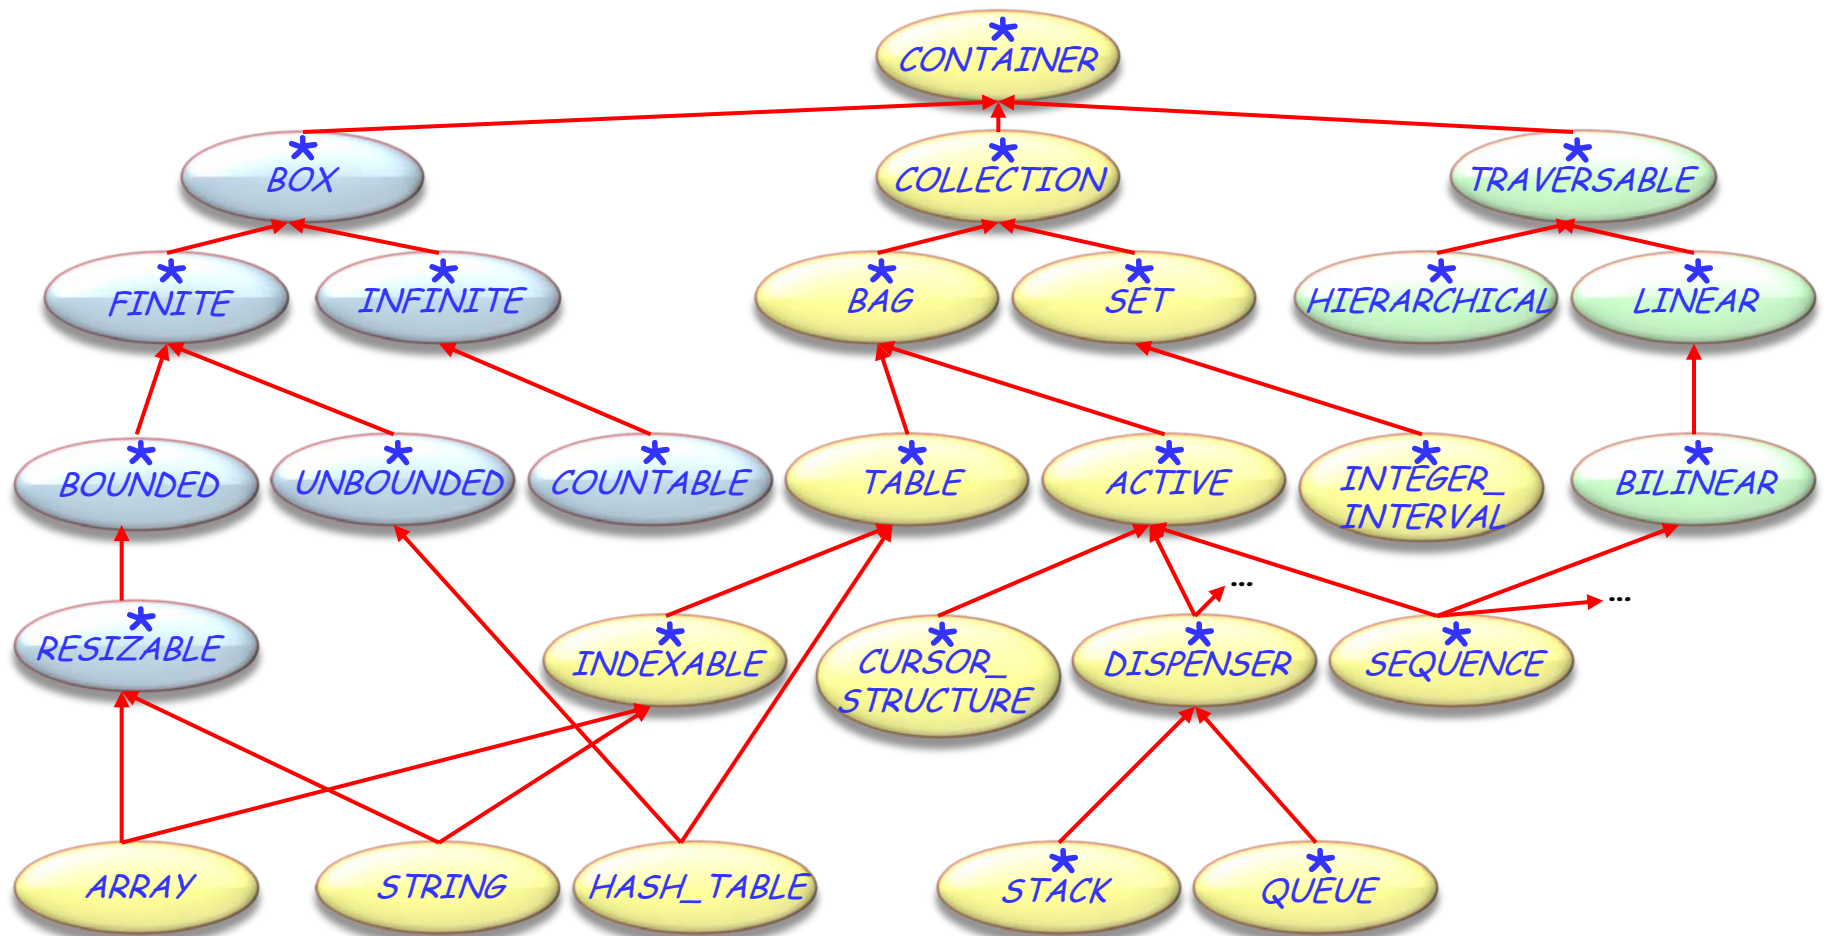 *
CONTAINER
*
BOX
*
COLLECTION
*
TRAVERSABLE
*
FINITE
*
INFINITE
*
BAG
*
SET
*
HIERARCHICAL
*
LINEAR
*
BOUNDED
*
UNBOUNDED
*
COUNTABLE
*
TABLE
*
ACTIVE
*
INTEGER_
INTERVAL
*
BILINEAR
...
...
*
RESIZABLE
*
INDEXABLE
*
CURSOR_
STRUCTURE
*
DISPENSER
*
SEQUENCE
ARRAY
STRING
HASH_TABLE
*
STACK
*
QUEUE